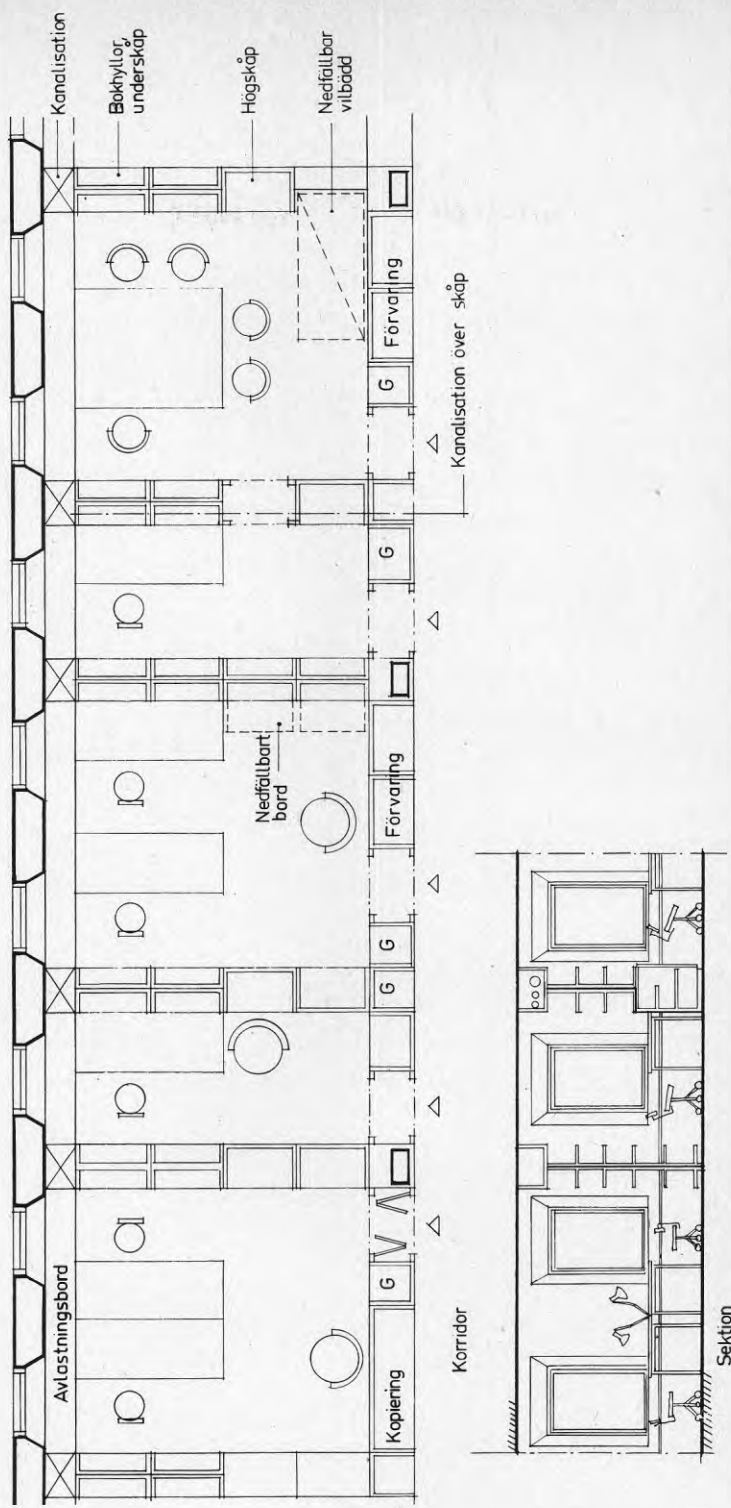 Kanalisation
Bokhyllor,
underskåp
Högskåp
Nedfällbar
vilbädd
Avlastningsbord
Nedfällbart
bord
Kopiering
G
G
G
Förvaring
G
G
Förvaring
Kanalisation över skåp
Korridor
Sektion